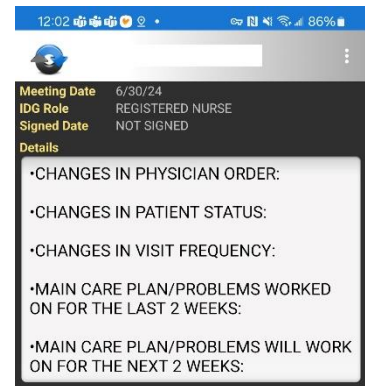 12:02 86%
Meeting Date 6/30/24
IDG Role REGISTERED NURSE
Signed Date NOT SIGNED
Details
•CHANGES IN PHYSICIAN ORDER:
•CHANGES IN PATIENT STATUS:
•CHANGES IN VISIT FREQUENCY:
•MAIN CARE PLAN/PROBLEMS WORKED
ON FOR THE LAST 2 WEEKS:
•MAIN CARE PLAN/PROBLEMS WILL WORK
ON FOR THE NEXT 2 WEEKS: